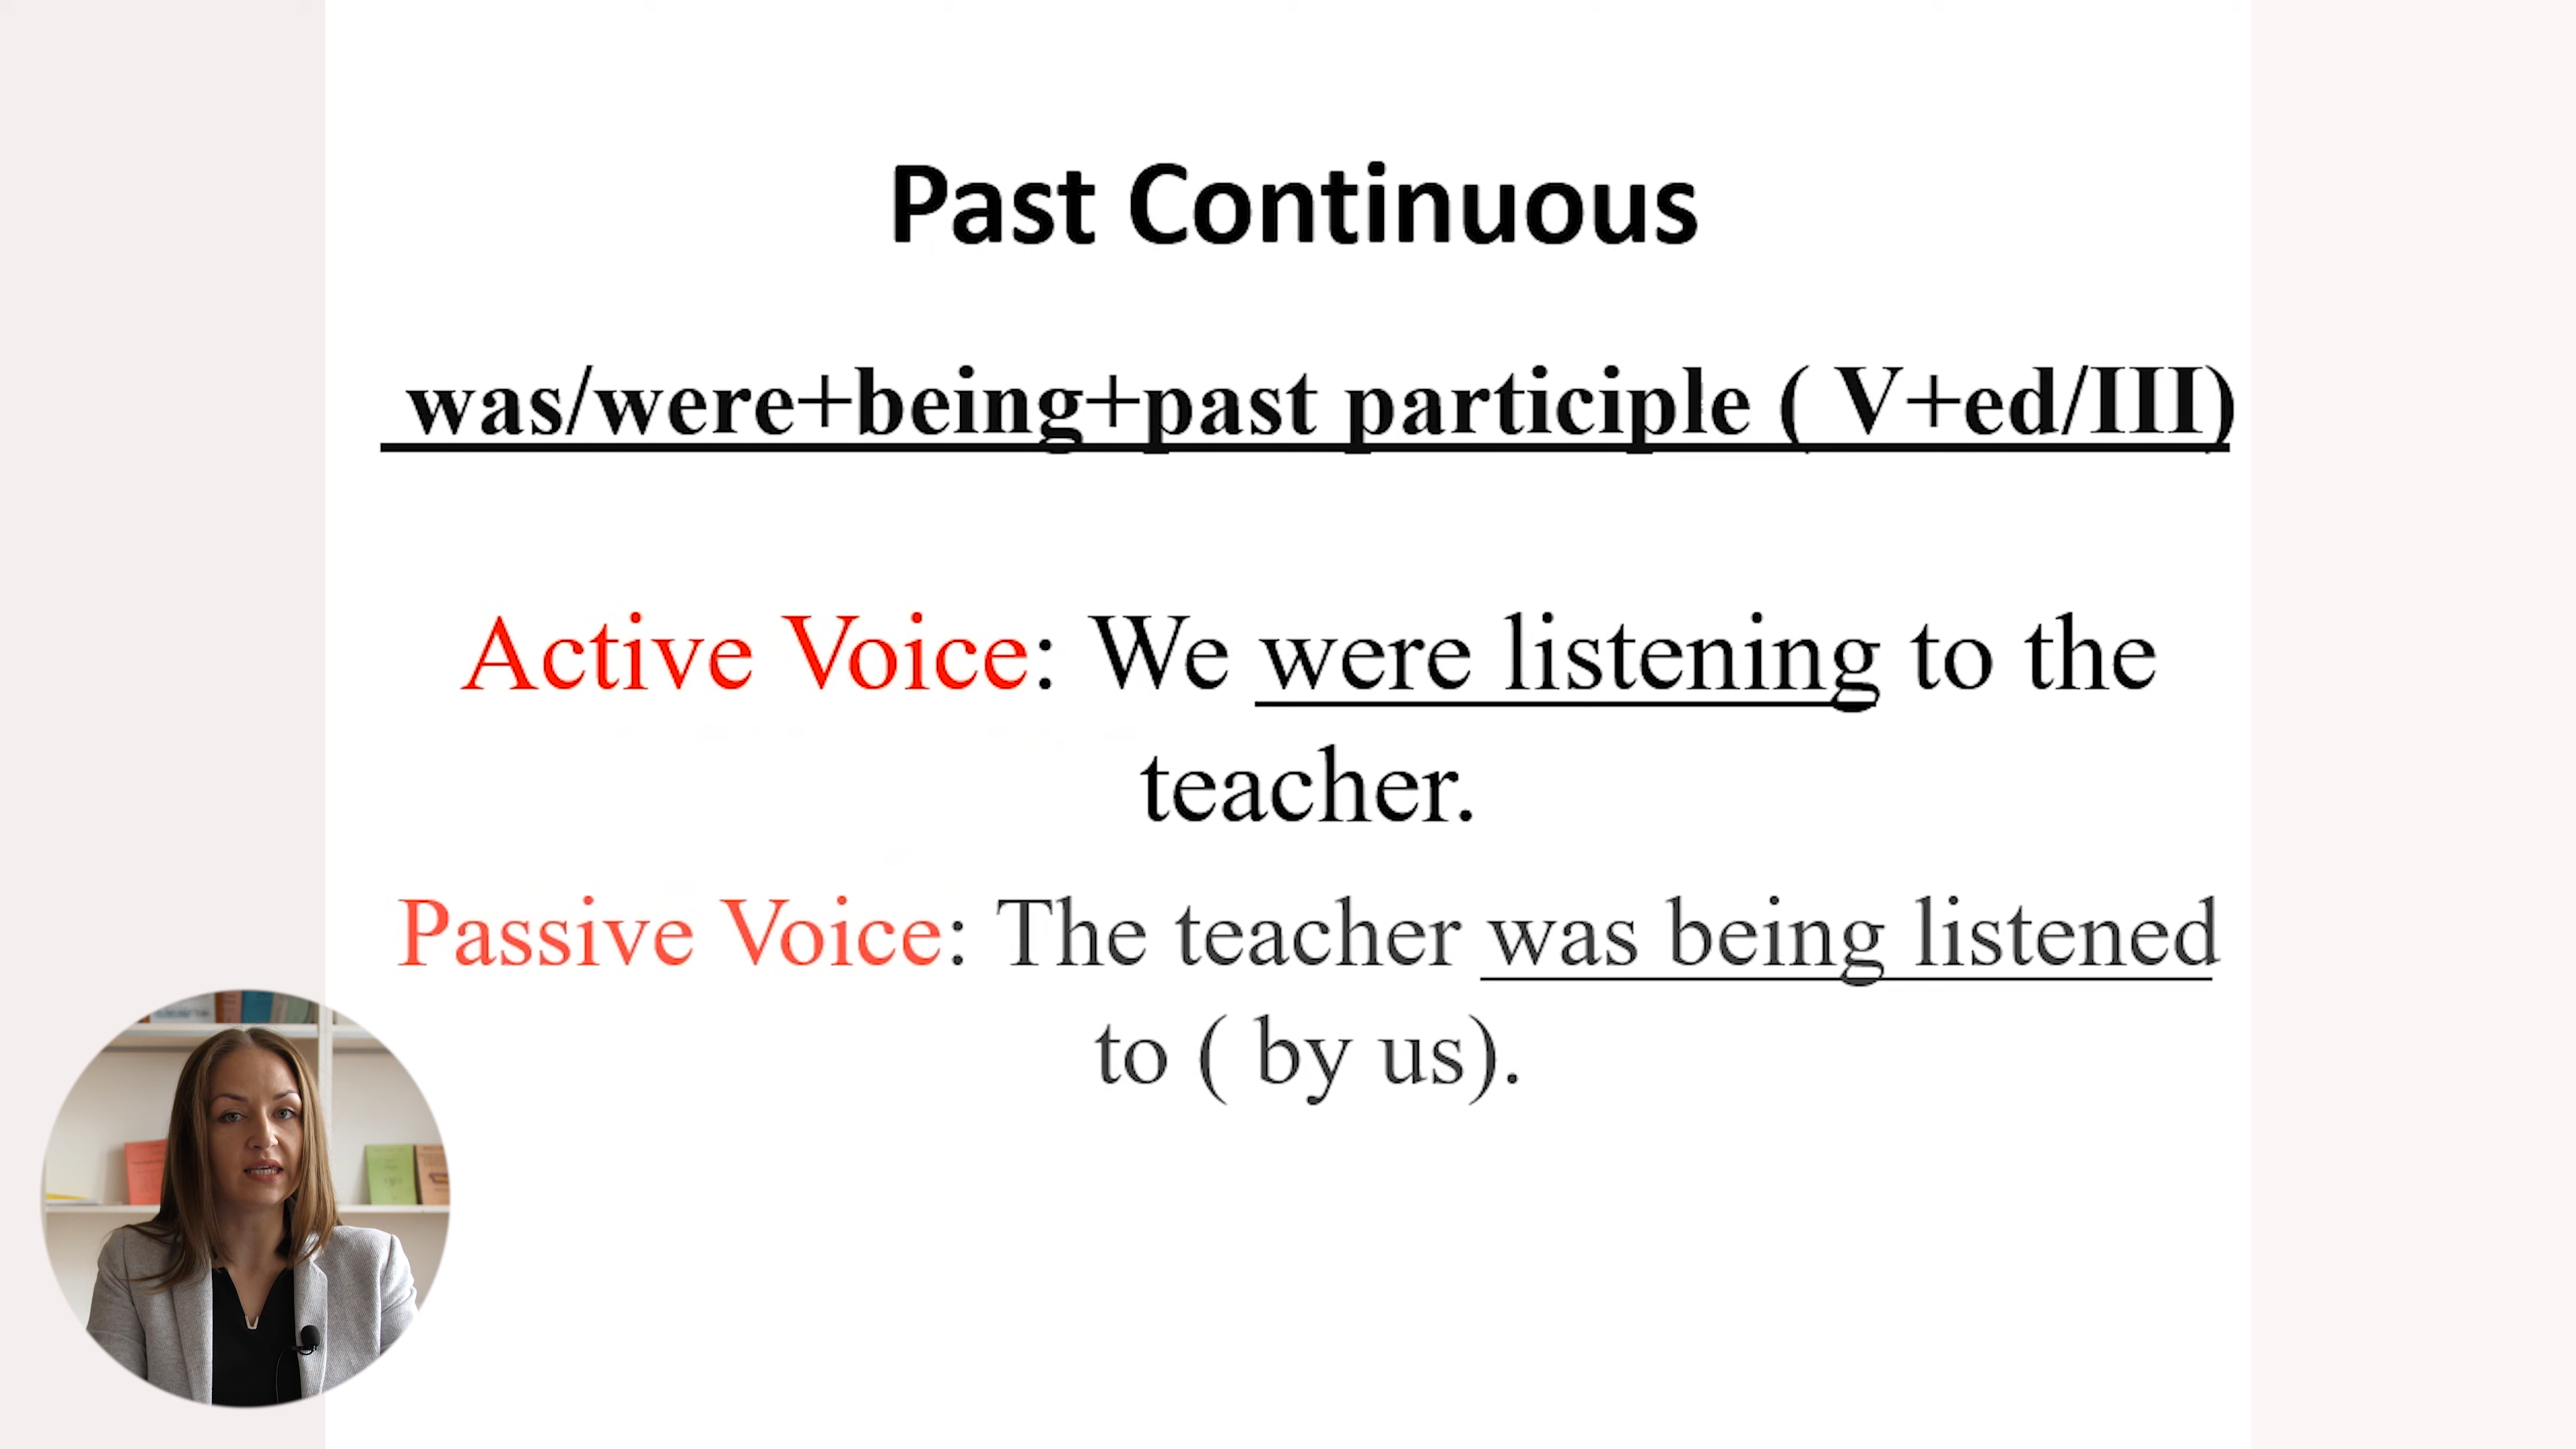 Past Continuous
was/were+being+past participle ( V+ed/III)
Active Voice: We were listening to the
teacher.
Passive Voice: The teacher was being listened
to ( by us).